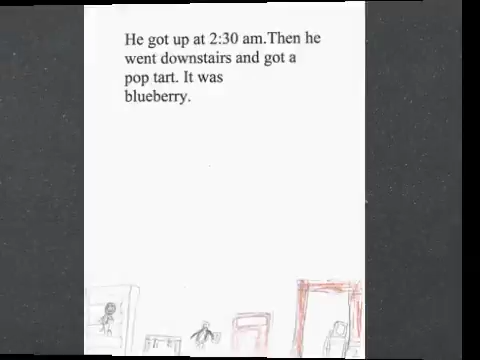 He got up at 2:30 am.Then he
went downstairs and got a
pop tart. It was
blueberry.